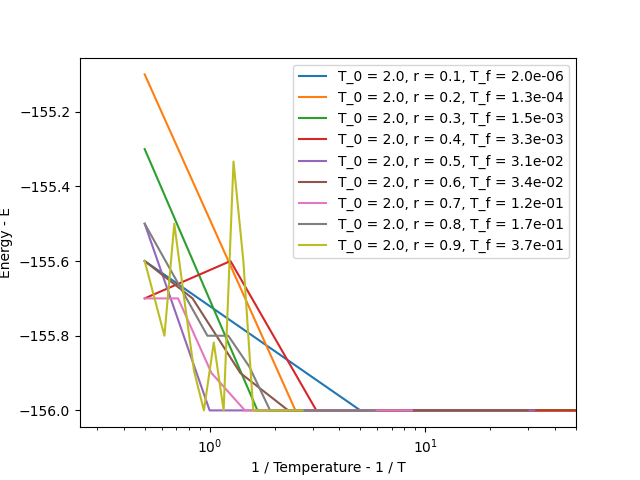 T_0 = 2.0, r = 0.1, T_f = 2.0e-06
T_0 = 2.0, r = 0.2, T_f = 1.3e-04
T_0 = 2.0, r = 0.3, T_f = 1.5e-03
T_0 = 2.0, r = 0.4, T_f = 3.3e-03
T_0 = 2.0, r = 0.5, T_f = 3.1e-02
T_0 = 2.0, r = 0.6, T_f = 3.4e-02
T_0 = 2.0, r = 0.7, T_f = 1.2e-01
T_0 = 2.0, r = 0.8, T_f = 1.7e-01
T_0 = 2.0, r = 0.9, T_f = 3.7e-01
−155.2
−155.4
−155.6
−155.8
−156.0
Energy - E
10⁰
10¹
1 / Temperature - 1 / T